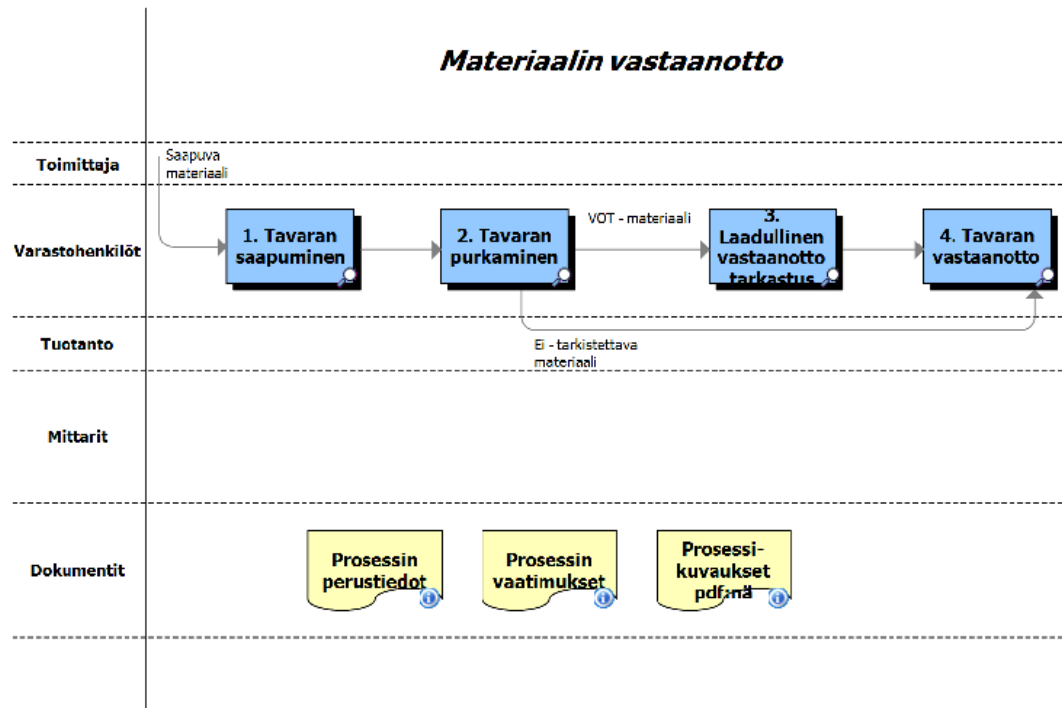 Materiaalin vastaanotto
Toimittaja
Saapuva
materiaali
Varastohenkilöt
1. Tavaran
saapuminen
2. Tavaran
purkaminen
VOT - materiaali
3.
Laadullinen
vastaanotto
tarkastus
4. Tavaran
vastaanotto
Tuotanto
Ei - tarkistettava
materiaali
Mittarit
Dokumentit
Prosessin
perustiedot
Prosessin
vaatimukset
Prosessi-
kuvaukset
pdf:nä